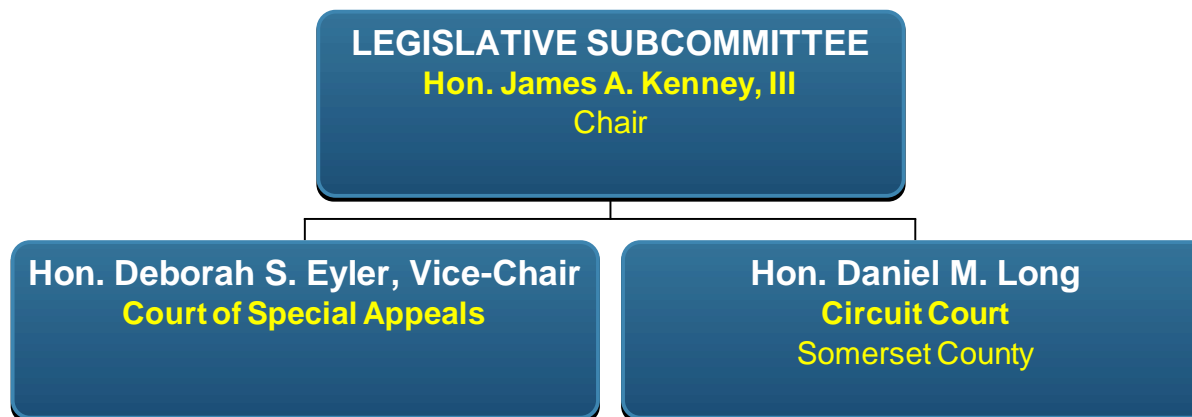 LEGISLATIVE SUBCOMMITTEE
Hon. James A. Kenney, III
Chair
Hon. Deborah S. Eyler, Vice-Chair
Court of Special Appeals
Hon. Daniel M. Long
Circuit Court
Somerset County